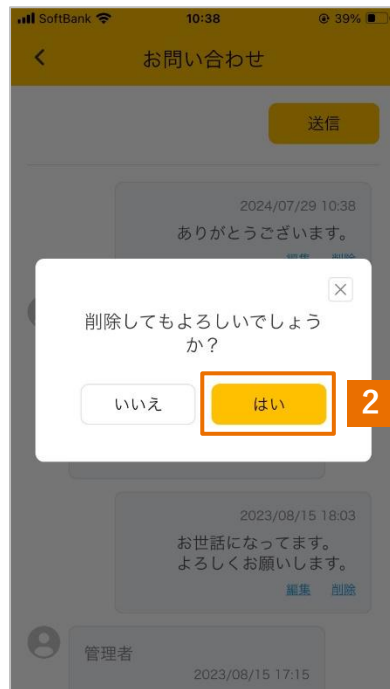 SoftBank 10:38 39%
お問い合わせ
送信
2024/07/29 10:38
ありがとうございます。
編集 削除
削除してもよろしいでしょう
か？
いいえ はい 2
2023/08/15 18:03
お世話になってます。
よろしくお願いします。
編集 削除
管理者
2023/08/15 17:15